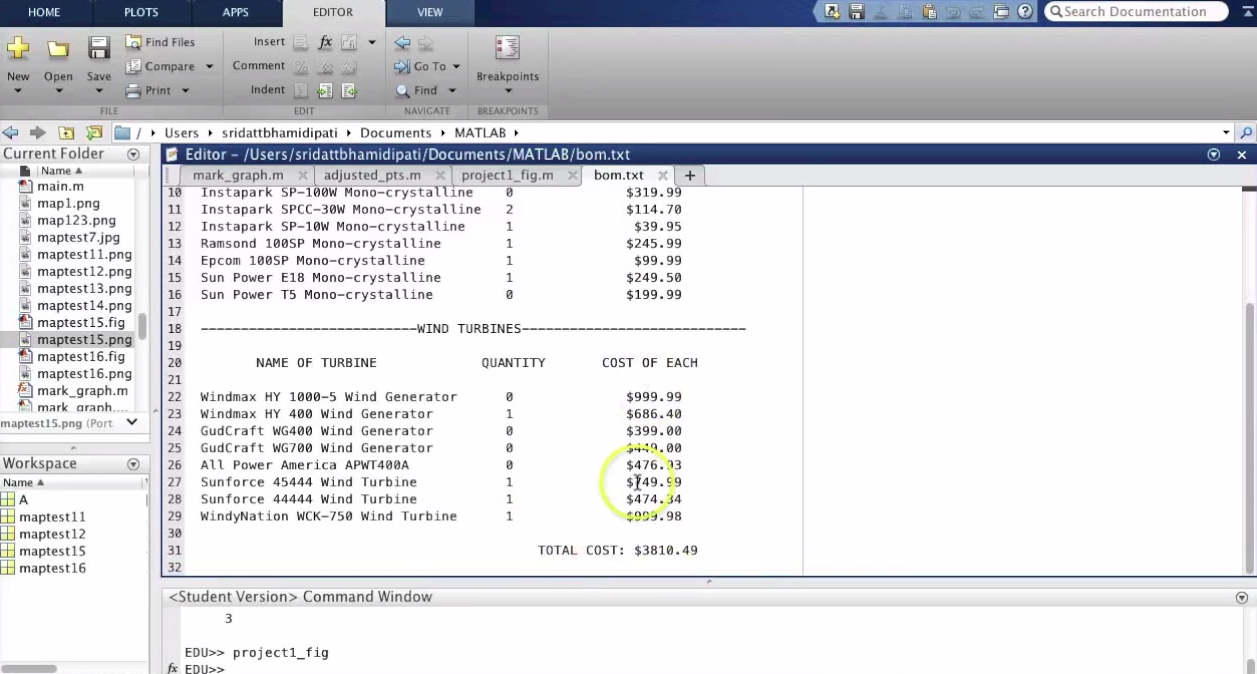 HOME PLOTS APPS EDITOR VIEW Search Documentation
New Open Save Find Files Compare Print Insert fx Comment Indent Go To Find Breakpoints
FILE EDIT NAVIGATE BREAKPOINTS
/ Users sridattbhamidipati Documents MATLAB
Current Folder
Name
main.m
map1.png
map123.png
maptest7.jpg
maptest11.png
maptest12.png
maptest13.png
maptest14.png
maptest15.fig
maptest15.png
maptest16.fig
maptest16.png
mark_graph.m
mark_graph....
maptest15.png (Port
Workspace
Name
A
maptest11
maptest12
maptest15
maptest16
Editor – /Users/sridattbhamidipati/Documents/MATLAB/bom.txt
mark_graph.m adjusted_pts.m project1_fig.m bom.txt
10 Instapark SP-100W Mono-crystalline 0 $319.99
11 Instapark SPCC-30W Mono-crystalline 2 $114.70
12 Instapark SP-10W Mono-crystalline 1 $39.95
13 Ramsond 100SP Mono-crystalline 1 $245.99
14 Epcom 100SP Mono-crystalline 1 $99.99
15 Sun Power E18 Mono-crystalline 1 $249.50
16 Sun Power T5 Mono-crystalline 0 $199.99
17
18 ---------------------------WIND TURBINES----------------------------
19
20 NAME OF TURBINE QUANTITY COST OF EACH
21
22 Windmax HY 1000-5 Wind Generator 0 $999.99
23 Windmax HY 400 Wind Generator 1 $686.40
24 GudCraft WG400 Wind Generator 0 $399.00
25 GudCraft WG700 Wind Generator 0 $449.00
26 All Power America APWT400A 0 $476.93
27 Sunforce 45444 Wind Turbine 1
28 Sunforce 44444 Wind Turbine 1 $474.34
29 WindyNation WCK-750 Wind Turbine 1 $999.98
30
31 TOTAL COST: $3810.49
32
<Student Version> Command Window
3
EDU>> project1_fig
fx EDU>>